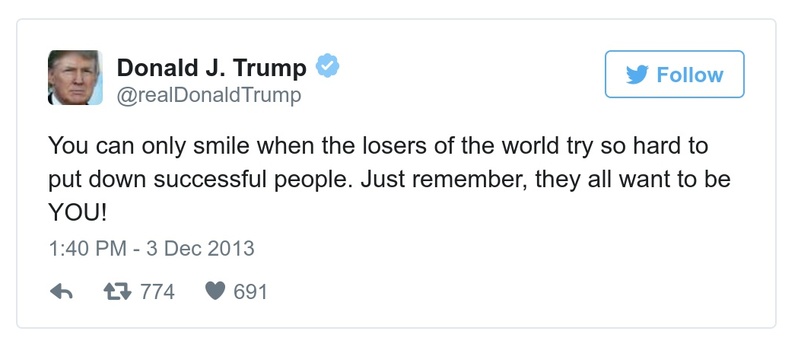 Donald J. Trump
@realDonaldTrump
Follow
You can only smile when the losers of the world try so hard to
put down successful people. Just remember, they all want to be
YOU!
1:40 PM - 3 Dec 2013
774 691